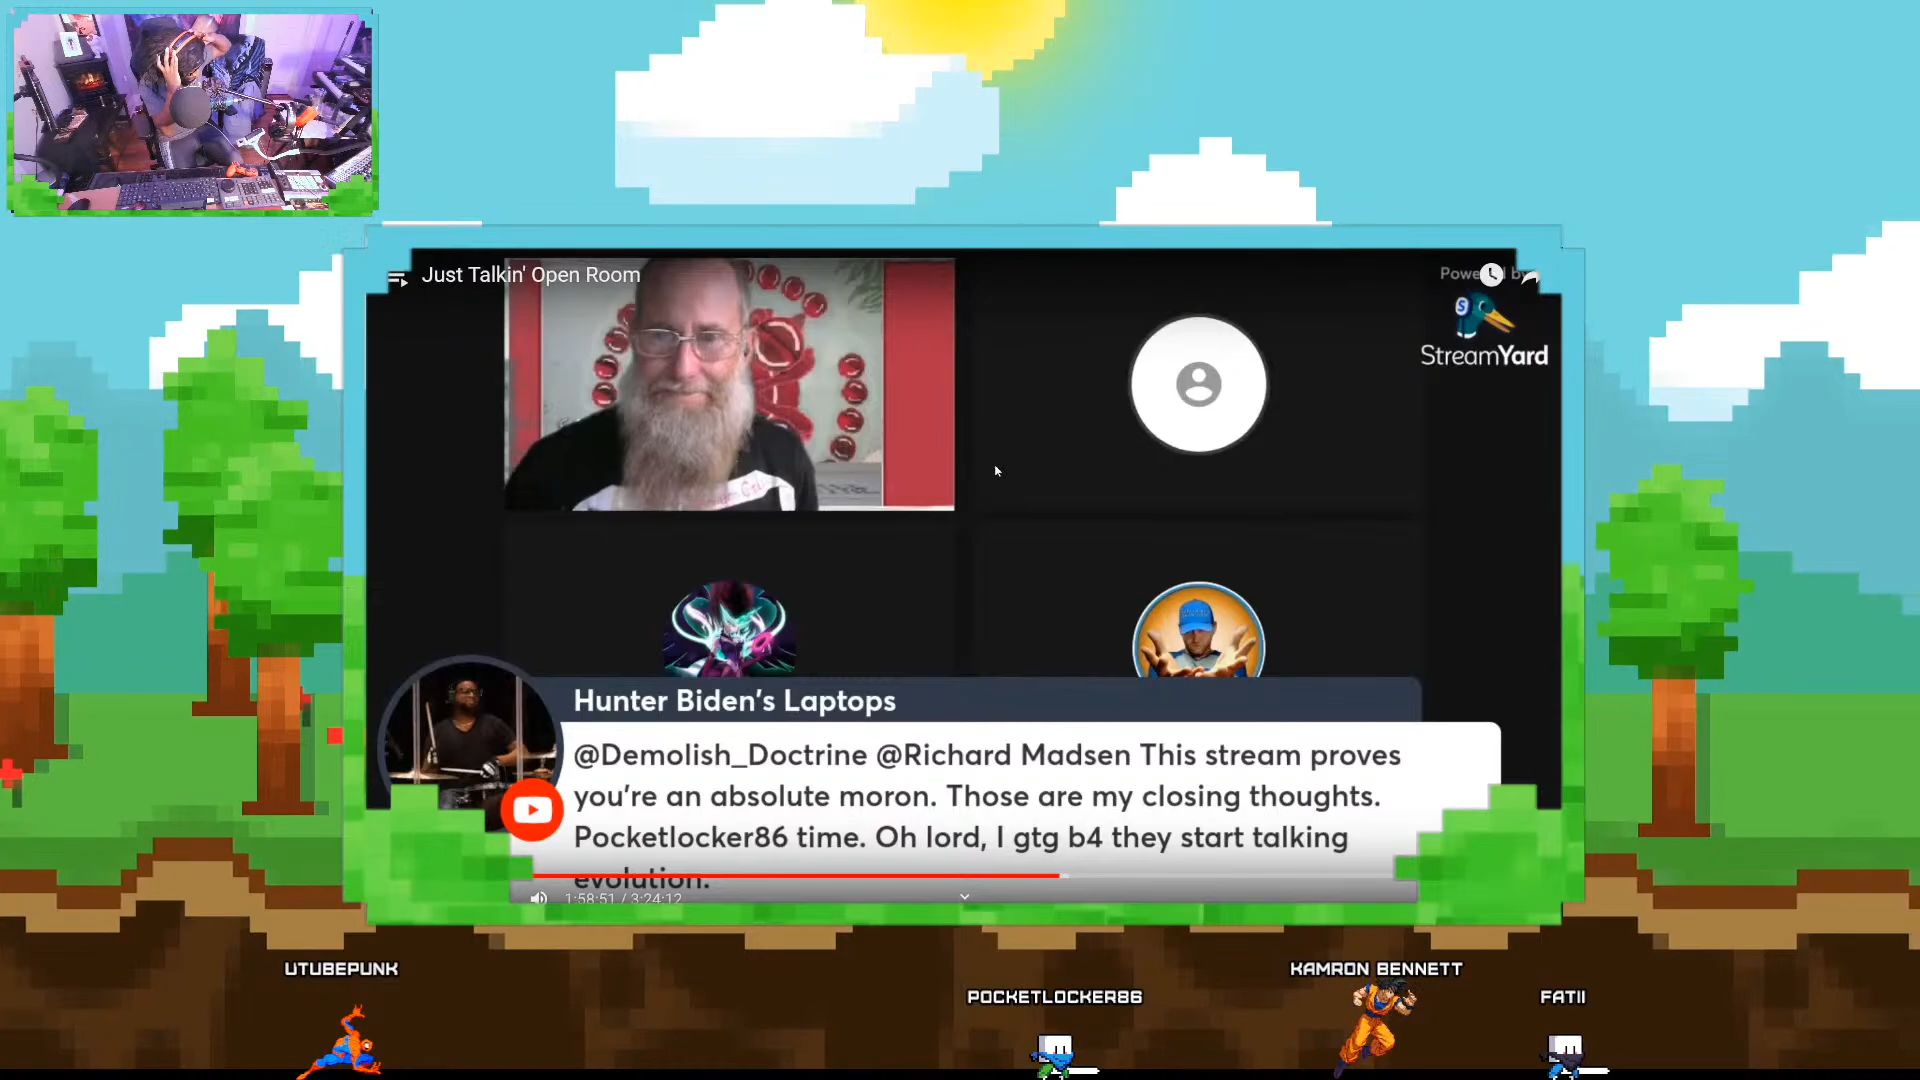 Just Talkin' Open Room
Powered by
S
StreamYard
Hunter Biden's Laptops
@Demolish_Doctrine @Richard Madsen This stream proves
you're an absolute moron. Those are my closing thoughts.
Pocketlocker86 time. Oh lord, I gtg b4 they start talking
evolution.
1:58:51 / 3:24:12
UTUBEPUNK
POCKETLOCKER86
KAMRON BENNETT
FATII